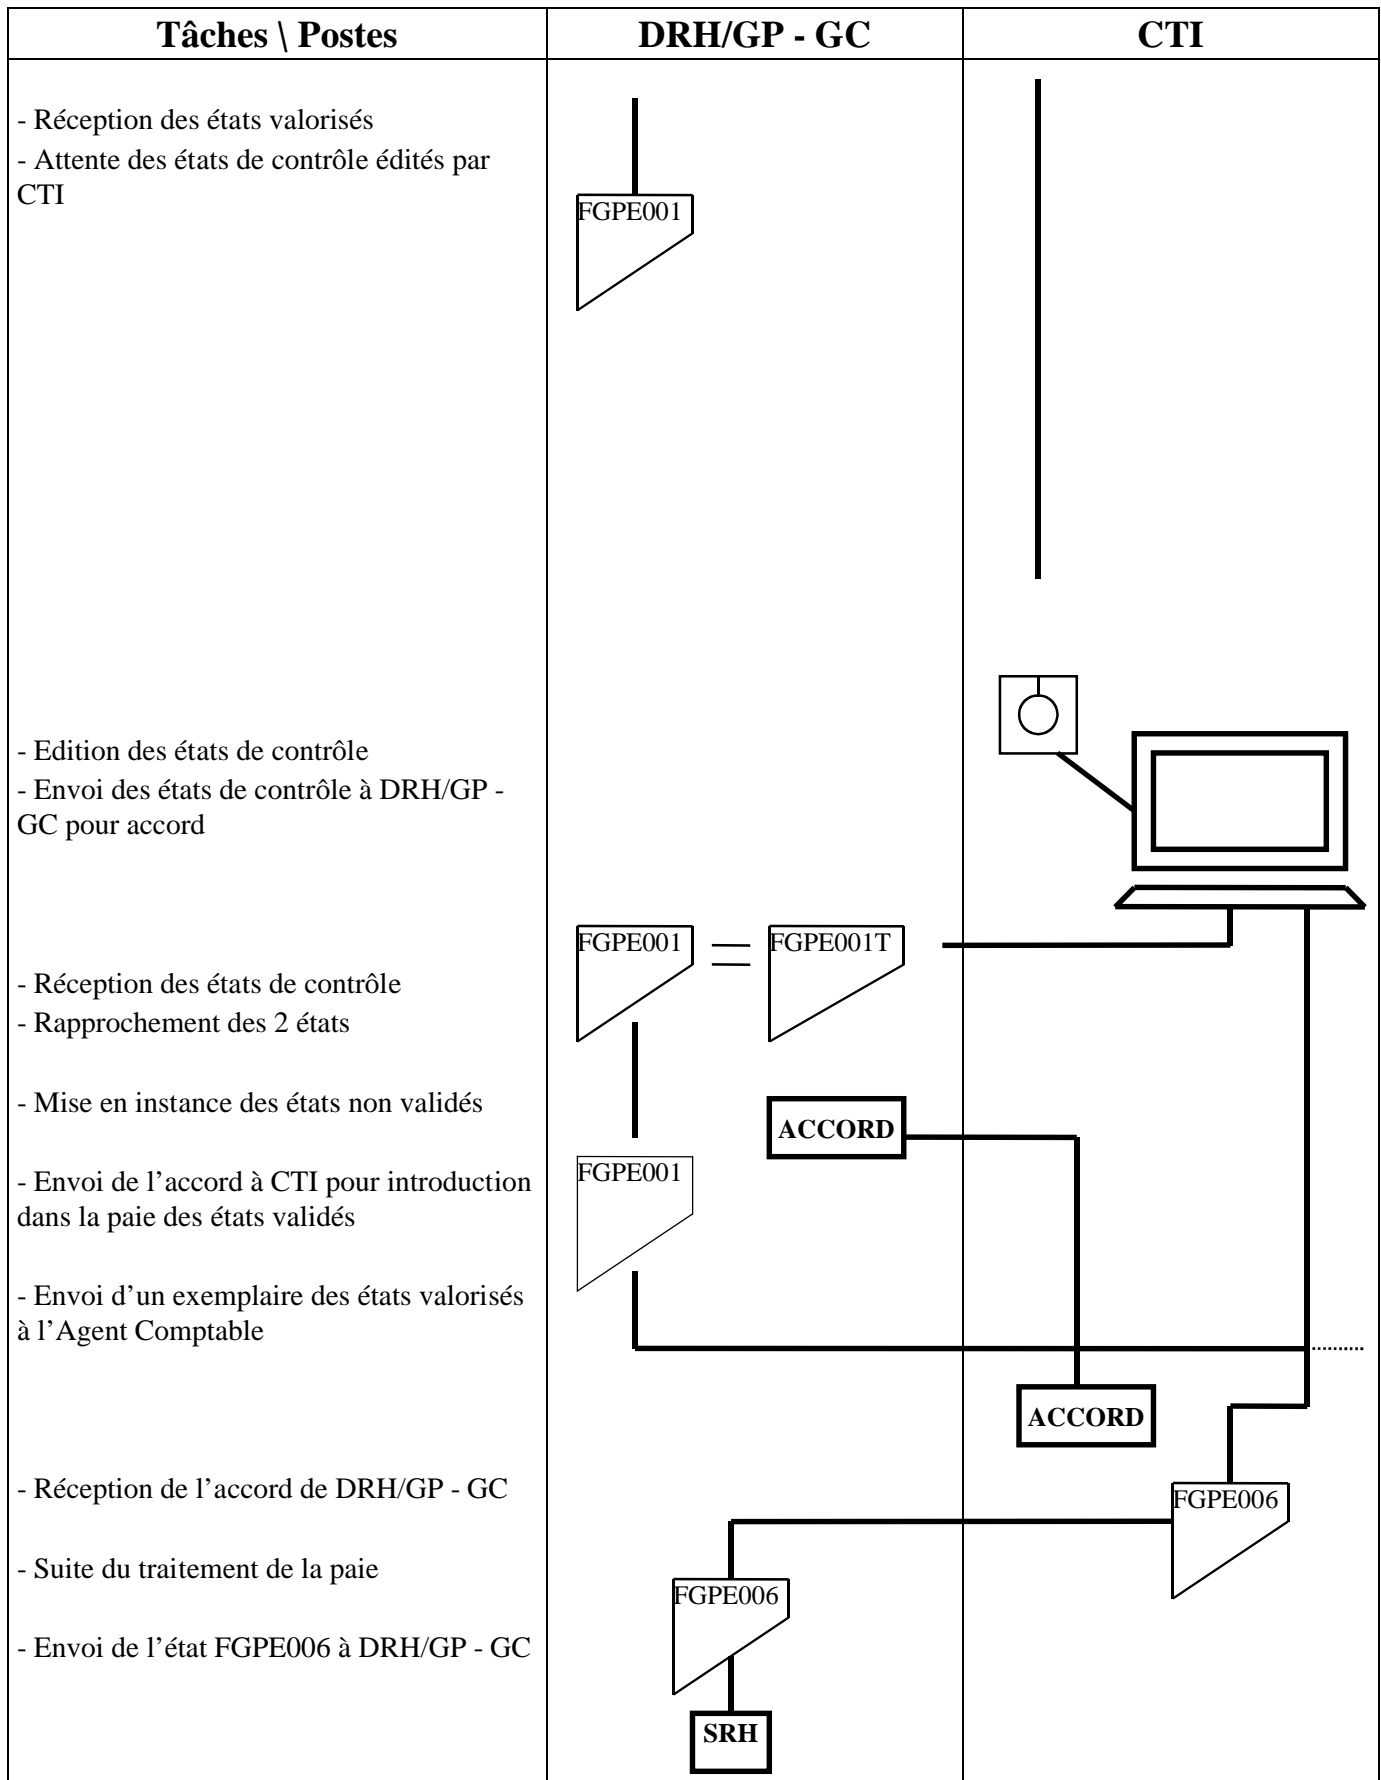 Tâches \ Postes
DRH/GP - GC
CTI
- Réception des états valorisés
- Attente des états de contrôle édités par
CTI
FGPE001
- Edition des états de contrôle
- Envoi des états de contrôle à DRH/GP -
GC pour accord
FGPE001
FGPE001T
- Réception des états de contrôle
- Rapprochement des 2 états
- Mise en instance des états non validés
ACCORD
FGPE001
- Envoi de l’accord à CTI pour introduction
dans la paie des états validés
- Envoi d’un exemplaire des états valorisés
à l’Agent Comptable
ACCORD
- Réception de l’accord de DRH/GP - GC
FGPE006
- Suite du traitement de la paie
FGPE006
- Envoi de l’état FGPE006 à DRH/GP - GC
SRH